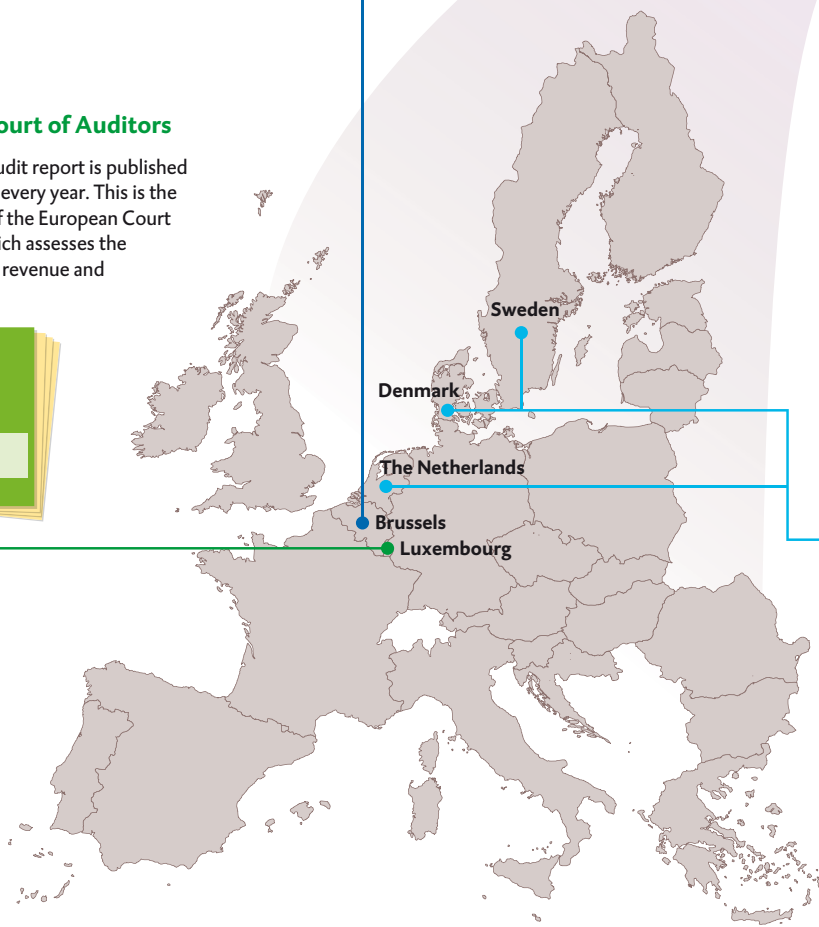 ourt of Auditors
udit report is published
every year. This is the
f the European Court
ich assesses the
revenue and
Sweden
Denmark
The Netherlands
Brussels
Luxembourg